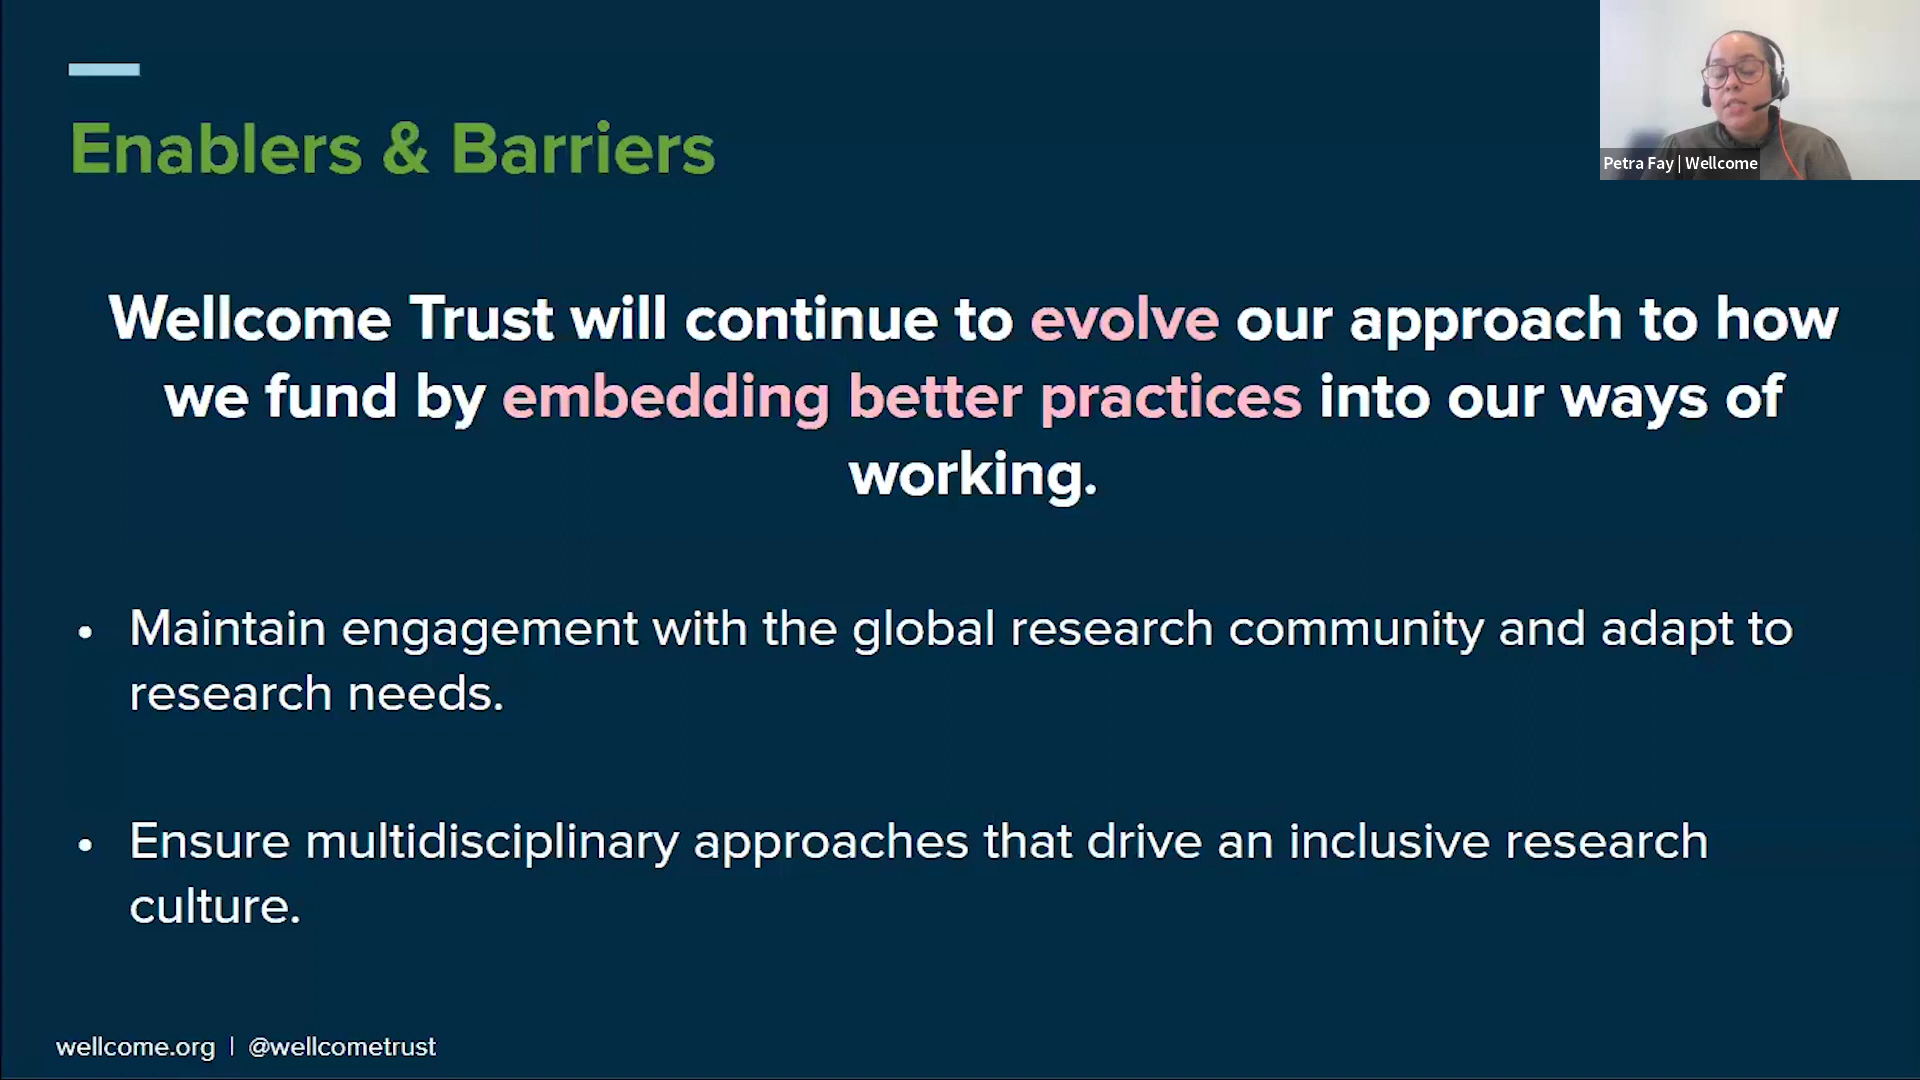 Enablers & Barriers
Petra Fay | Wellcome
Wellcome Trust will continue to evolve our approach to how
we fund by embedding better practices into our ways of
working.
• Maintain engagement with the global research community and adapt to
research needs.
• Ensure multidisciplinary approaches that drive an inclusive research
culture.
wellcome.org | @wellcometrust